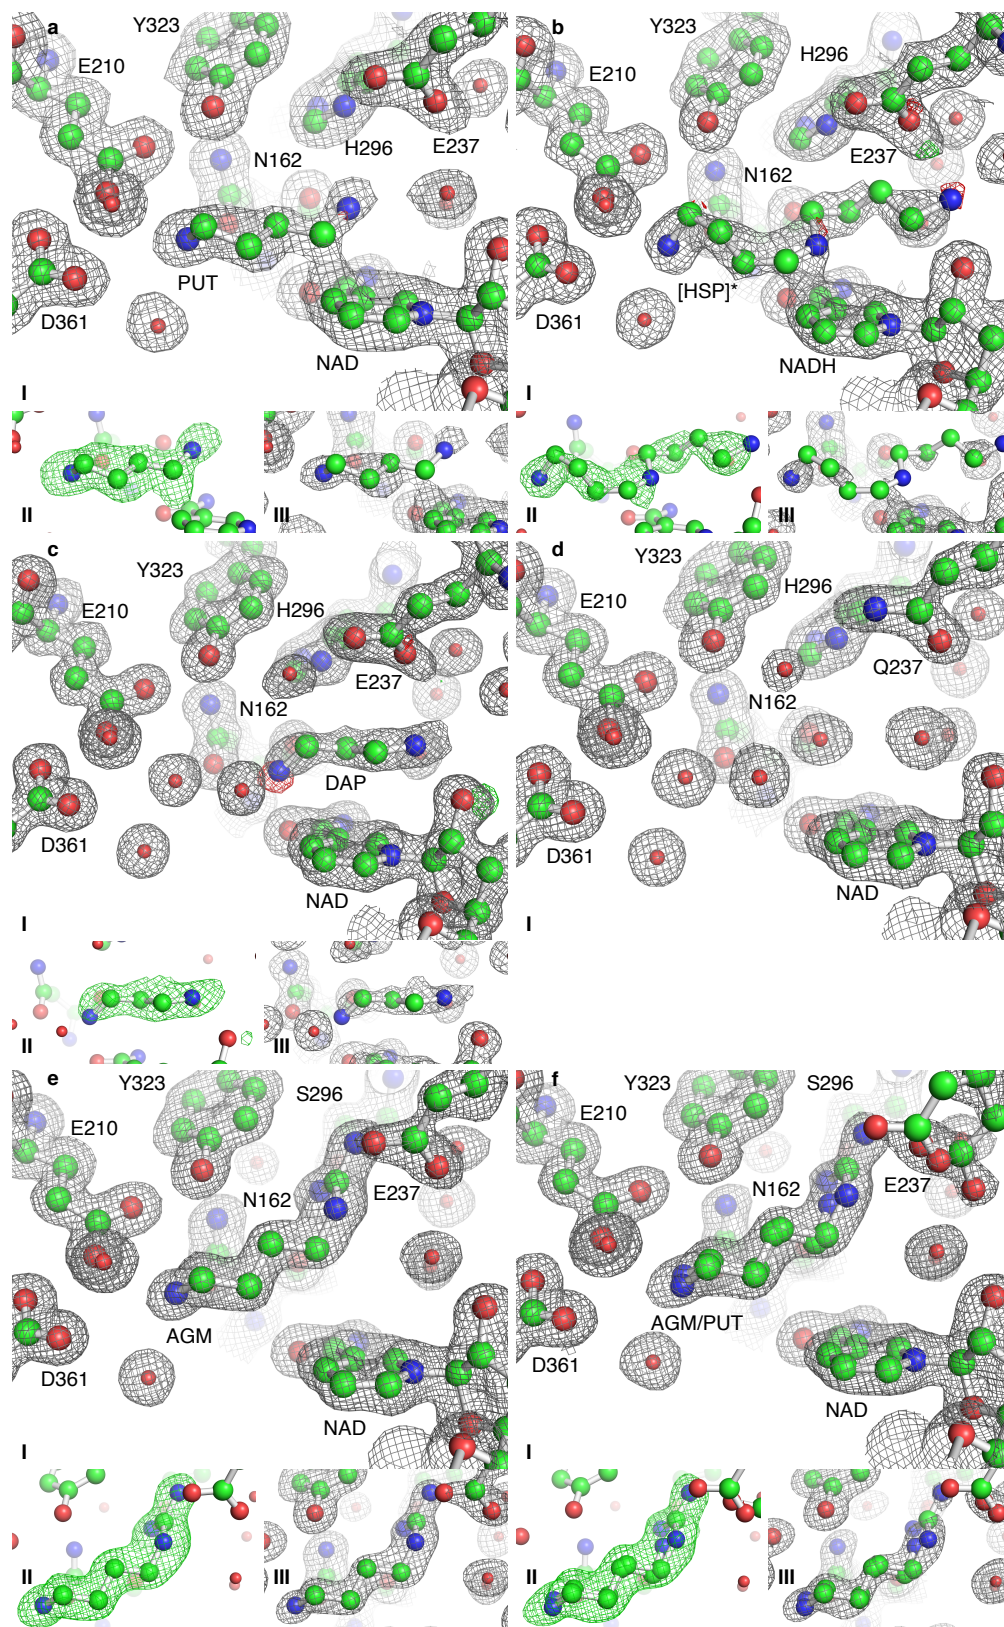 a
Y323
E210
H296
E237
N162
PUT
D361
NAD
I
II
III
b
Y323
H296
E210
E237
N162
[HSP]*
D361
NADH
I
II
III
c
Y323
E210
H296
E237
N162
DAP
D361
NAD
I
II
III
d
Y323
H296
E210
Q237
N162
D361
NAD
I
e
Y323
S296
E210
N162
E237
AGM
D361
NAD
I
II
III
f
Y323
S296
E210
N162
E237
AGM/PUT
D361
NAD
I
II
III